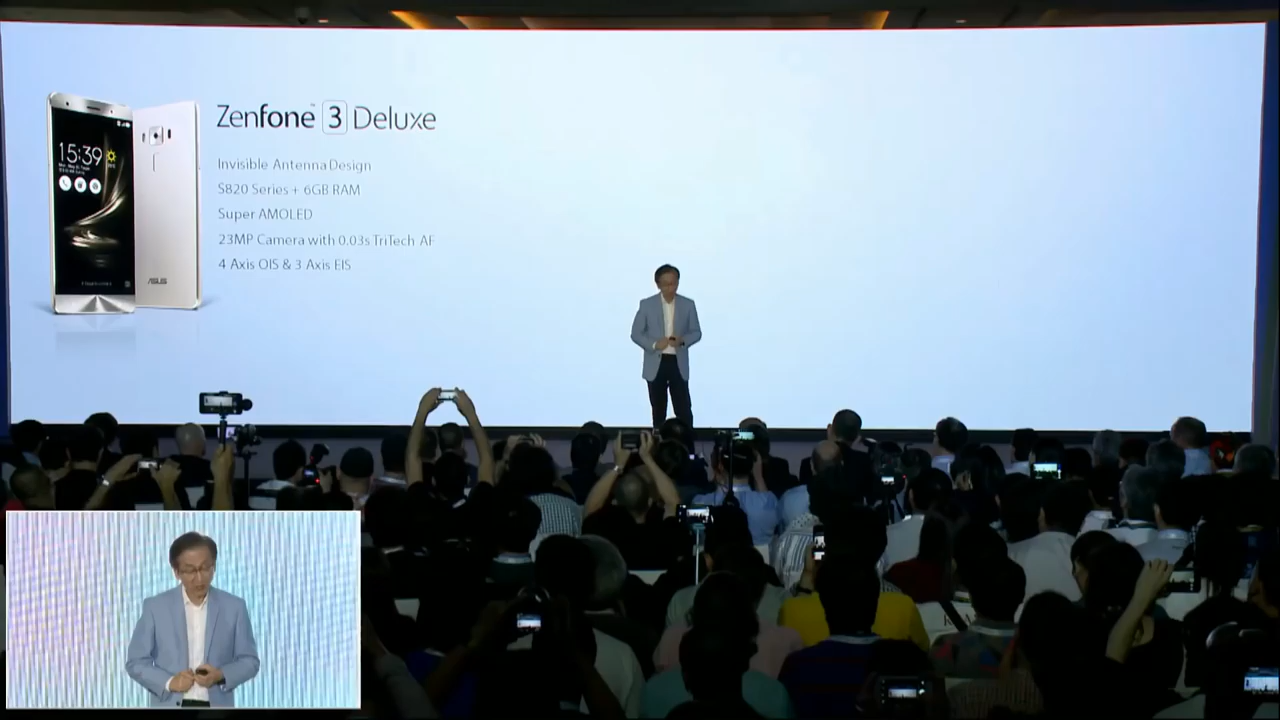 Zenfone™ 3 Deluxe
Invisible Antenna Design
S820 Series + 6GB RAM
Super AMOLED
23MP Camera with 0.03s TriTech AF
4 Axis OIS & 3 Axis EIS
15:39
ASUS